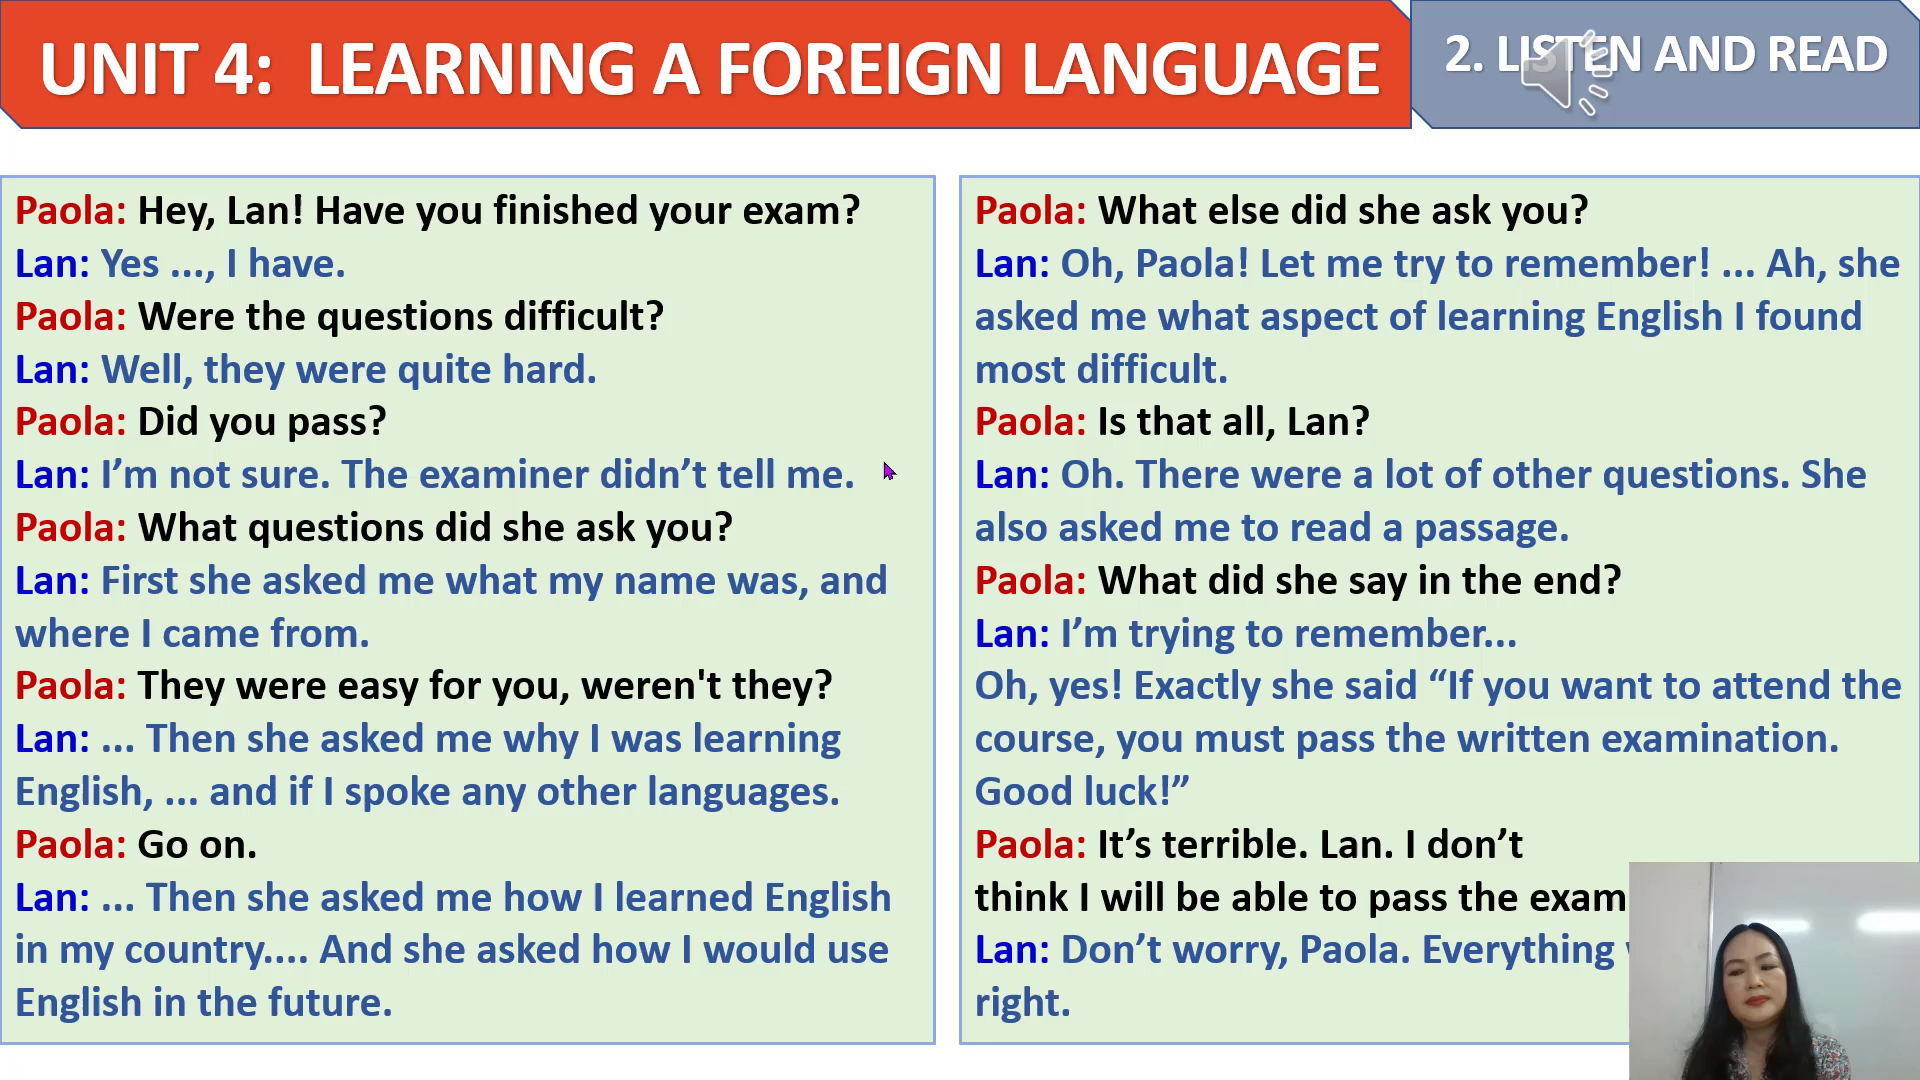 UNIT 4: LEARNING A FOREIGN LANGUAGE
2. LISTEN AND READ
Paola: Hey, Lan! Have you finished your exam?
Lan: Yes ..., I have.
Paola: Were the questions difficult?
Lan: Well, they were quite hard.
Paola: Did you pass?
Lan: I’m not sure. The examiner didn’t tell me.
Paola: What questions did she ask you?
Lan: First she asked me what my name was, and
where I came from.
Paola: They were easy for you, weren't they?
Lan: ... Then she asked me why I was learning
English, ... and if I spoke any other languages.
Paola: Go on.
Lan: ... Then she asked me how I learned English
in my country.... And she asked how I would use
English in the future.
Paola: What else did she ask you?
Lan: Oh, Paola! Let me try to remember! ... Ah, she
asked me what aspect of learning English I found
most difficult.
Paola: Is that all, Lan?
Lan: Oh. There were a lot of other questions. She
also asked me to read a passage.
Paola: What did she say in the end?
Lan: I’m trying to remember...
Oh, yes! Exactly she said “If you want to attend the
course, you must pass the written examination.
Good luck!”
Paola: It’s terrible. Lan. I don’t
think I will be able to pass the exam
Lan: Don’t worry, Paola. Everything
right.